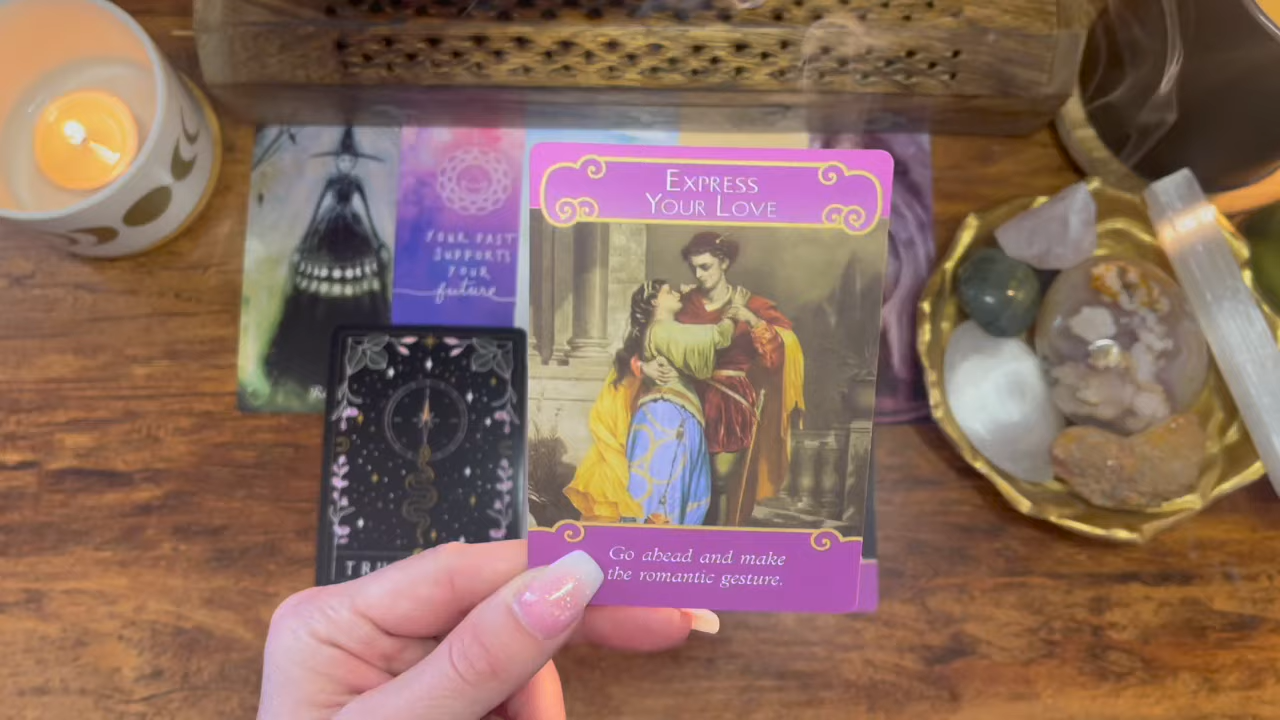 EXPRESS
YOUR LOVE
YOUR PAST
SUPPORTS
YOUR
future
Go ahead and make
the romantic gesture.